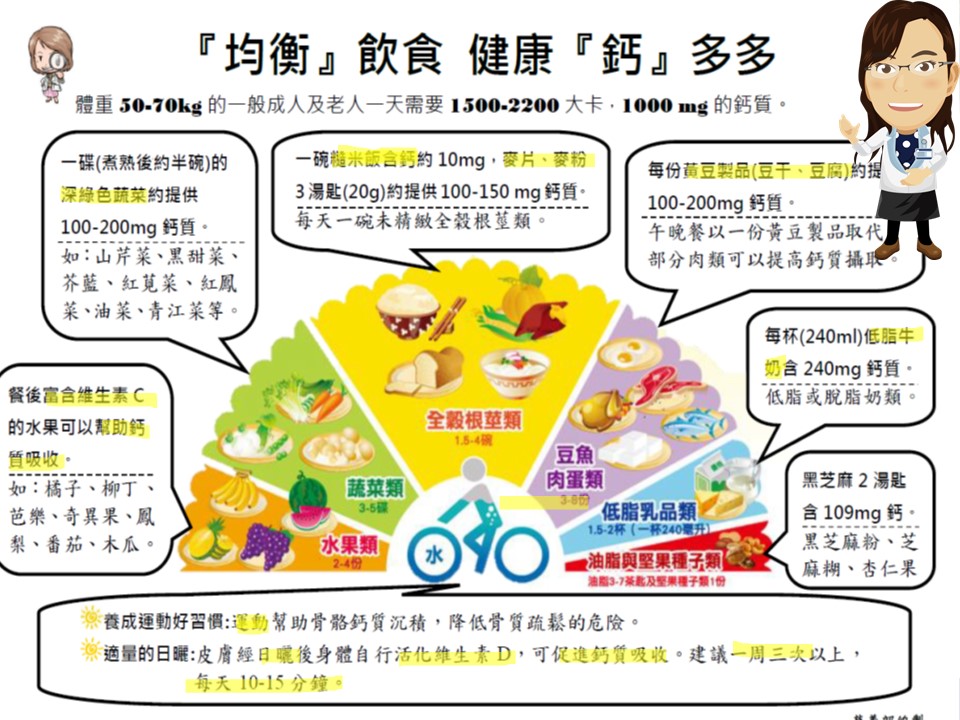 『均衡』飲食 健康『鈣』多多
體重 50-70kg 的一般成人及老人一天需要 1500-2200 大卡，1000 mg 的鈣質。
一碟(煮熟後約半碗)的
深綠色蔬菜約提供
100-200mg 鈣質。
如：山芹菜、黑甜菜、
芥藍、紅莧菜、紅鳳
菜、油菜、青江菜等。
一碗糙米飯含鈣約 10mg，麥片、麥粉
3 湯匙(20g)約提供 100-150 mg 鈣質。
每天一碗未精緻全穀根莖類。
每份黃豆製品(豆干、豆腐)約提
100-200mg 鈣質。
午晚餐以一份黃豆製品取代
部分肉類可以提高鈣質攝取。
每杯(240ml)低脂牛
奶含 240mg 鈣質。
低脂或脫脂奶類。
餐後富含維生素 C
的水果可以幫助鈣
質吸收。
如：橘子、柳丁、
芭樂、奇異果、鳳
梨、番茄、木瓜。
黑芝麻 2 湯匙
含 109mg 鈣。
黑芝麻粉、芝
麻糊、杏仁果
全穀根莖類
1.5-4碗
豆魚
肉蛋類
3-8份
蔬菜類
3-5碟
低脂乳品類
1.5-2杯（一杯240毫升）
水果類
2-4份
水
油脂與堅果種子類
油脂3-7茶匙及堅果種子類1份
養成運動好習慣:運動幫助骨骼鈣質沉積，降低骨質疏鬆的危險。
適量的日曬:皮膚經日曬後身體自行活化維生素 D，可促進鈣質吸收。建議一周三次以上，
每天 10-15 分鐘。